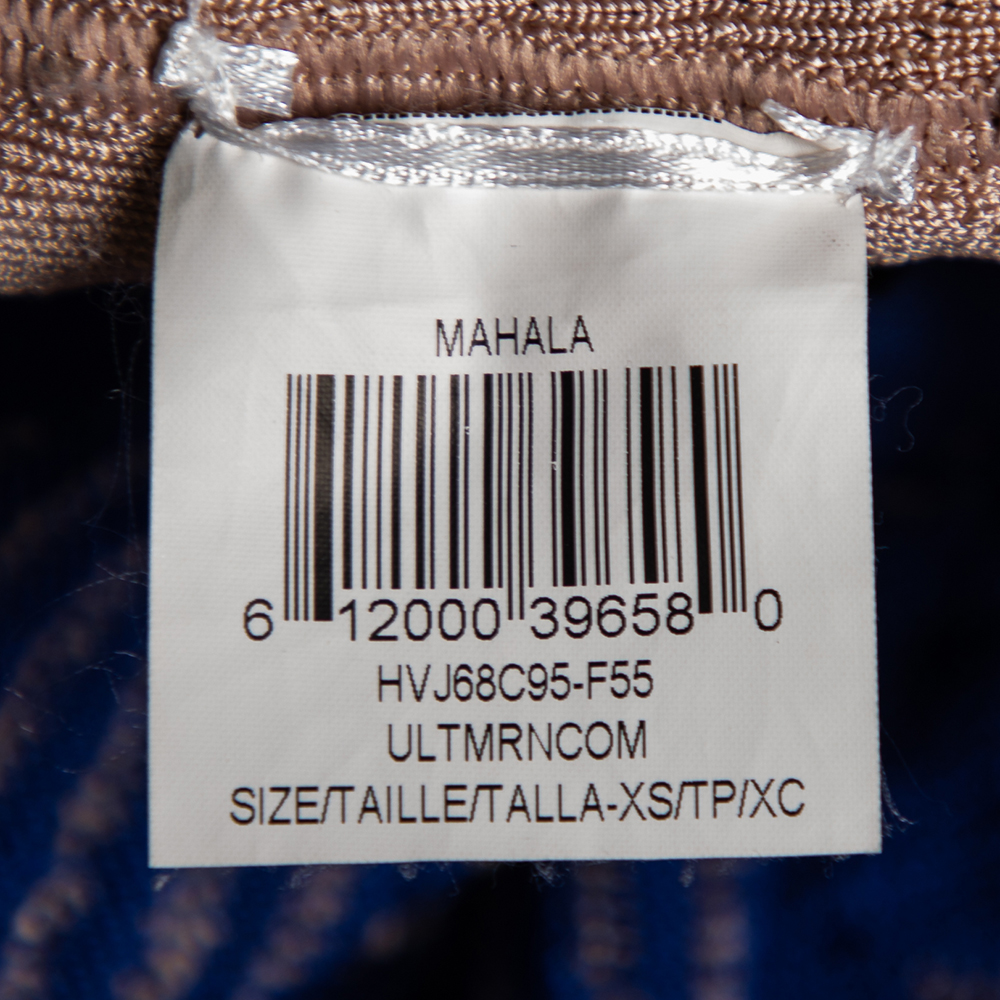 MAHALA
6 12000 39658 0
HVJ68C95-F55
ULTMRNCOM
SIZE/TAILLE/TALLA-XS/TP/XC